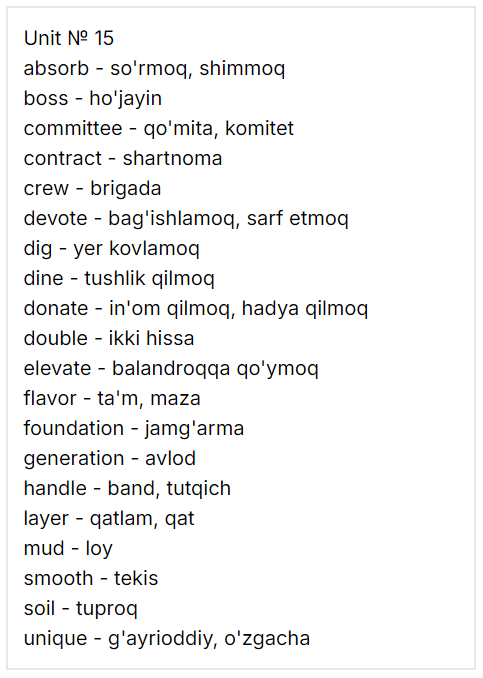 Unit № 15
absorb - so'rmoq, shimmoq
boss - ho'jayin
committee - qo'mita, komitet
contract - shartnoma
crew - brigada
devote - bag'ishlamoq, sarf etmoq
dig - yer kovlamoq
dine - tushlik qilmoq
donate - in'om qilmoq, hadya qilmoq
double - ikki hissa
elevate - balandroqqa qo'ymoq
flavor - ta'm, maza
foundation - jamg'arma
generation - avlod
handle - band, tutqich
layer - qatlam, qat
mud - loy
smooth - tekis
soil - tuproq
unique - g'ayrioddiy, o'zgacha